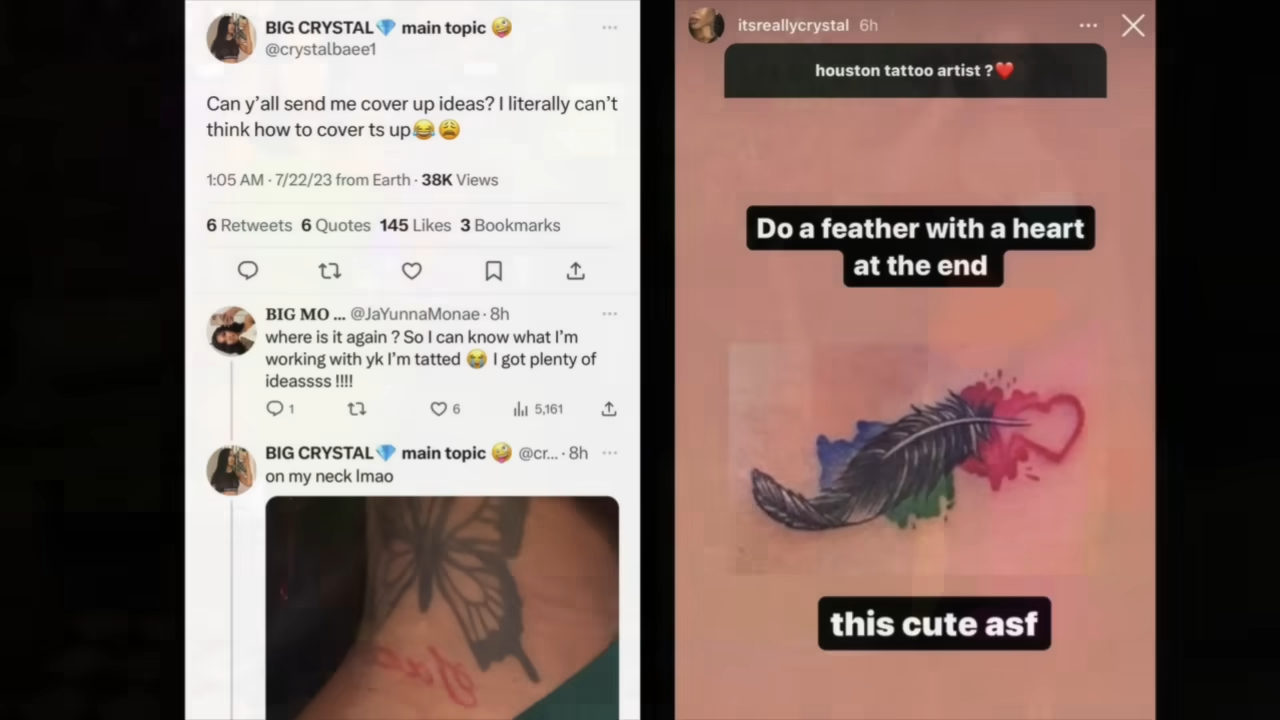 BIG CRYSTAL💎 main topic 🤪
@crystalbaee1
Can y’all send me cover up ideas? I literally can’t
think how to cover ts up😂😩
1:05 AM · 7/22/23 from Earth · 38K Views
6 Retweets 6 Quotes 145 Likes 3 Bookmarks
BIG MO ... @JaYunnaMonae · 8h
where is it again ? So I can know what I’m
working with yk I’m tatted 😭 I got plenty of
ideassss !!!!
1 6 5,161
BIG CRYSTAL💎 main topic 🤪 @cr... · 8h
on my neck lmao
itsreallycrystal 6h
houston tattoo artist ?❤️
Do a feather with a heart
at the end
this cute asf